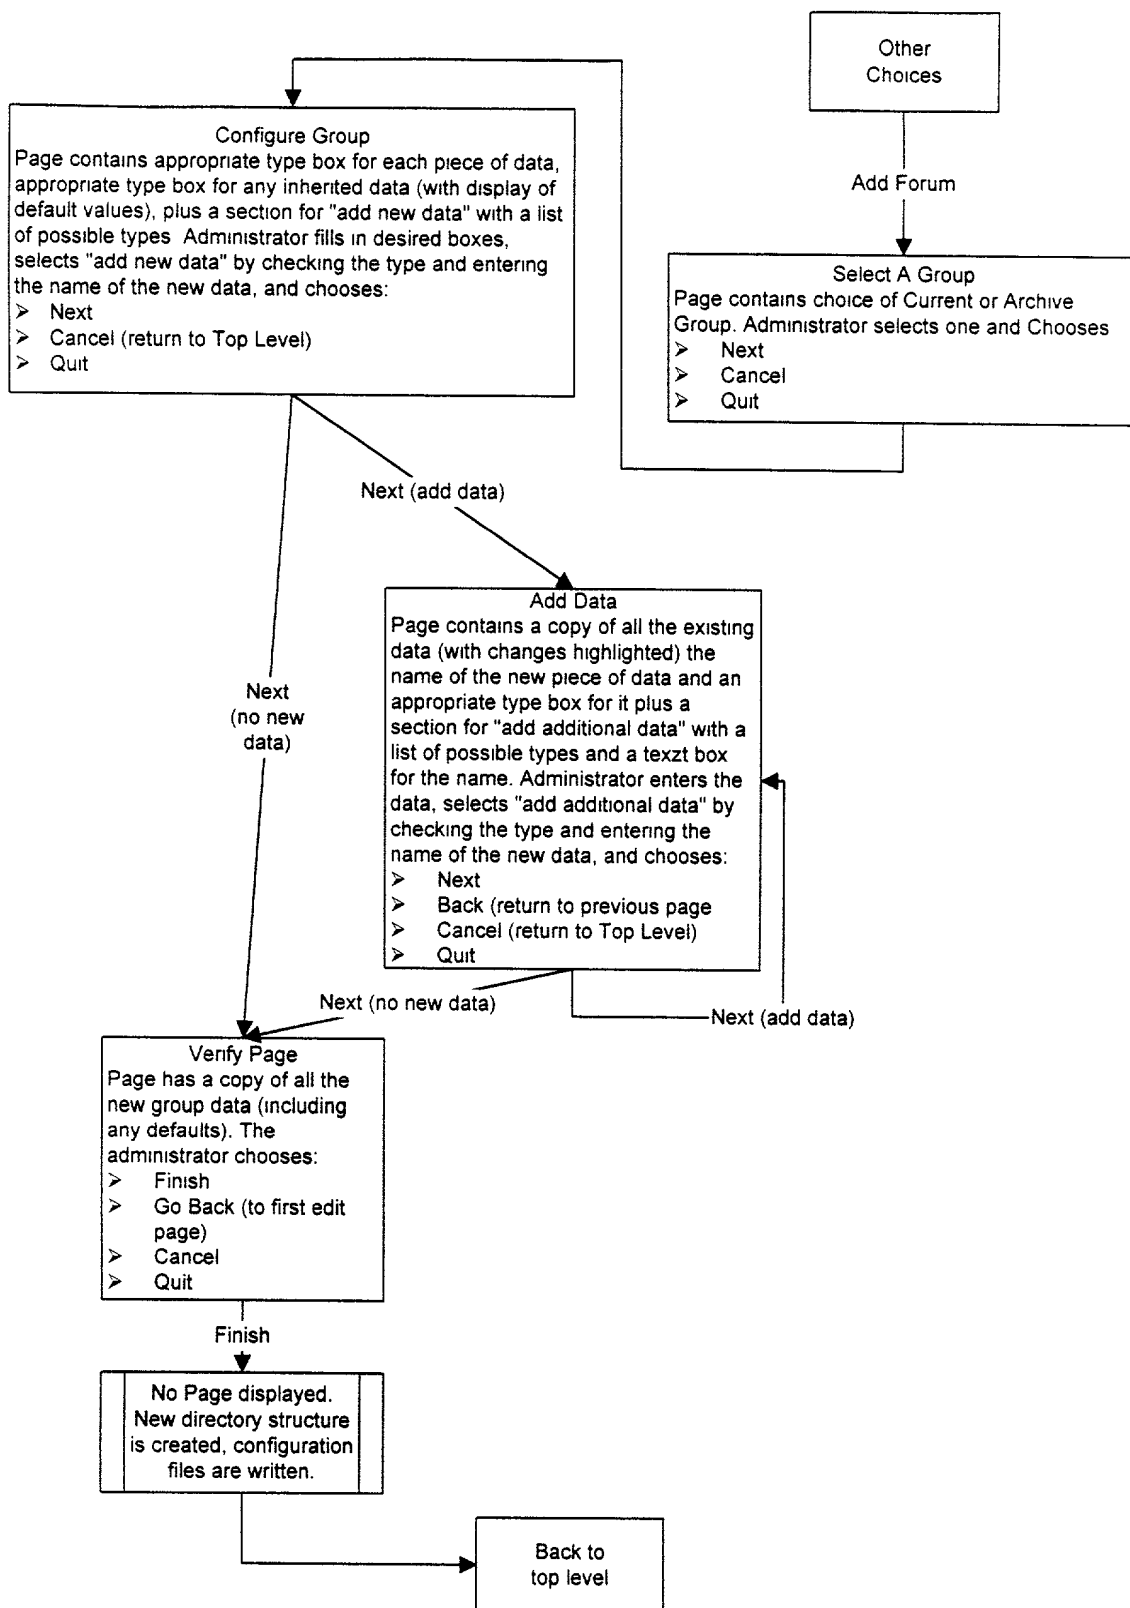 Other
Choices
Add Forum
Select A Group
Page contains choice of Current or Archive
Group. Administrator selects one and Chooses
➢ Next
➢ Cancel
➢ Quit
Configure Group
Page contains appropriate type box for each piece of data,
appropriate type box for any inherited data (with display of
default values), plus a section for "add new data" with a list
of possible types Administrator fills in desired boxes,
selects "add new data" by checking the type and entering
the name of the new data, and chooses:
➢ Next
➢ Cancel (return to Top Level)
➢ Quit
Next (add data)
Next
(no new
data)
Add Data
Page contains a copy of all the existing
data (with changes highlighted) the
name of the new piece of data and an
appropriate type box for it plus a
section for "add additional data" with a
list of possible types and a texzt box
for the name. Administrator enters the
data, selects "add additional data" by
checking the type and entering the
name of the new data, and chooses:
➢ Next
➢ Back (return to previous page
➢ Cancel (return to Top Level)
➢ Quit
Next (no new data)
Next (add data)
Verify Page
Page has a copy of all the
new group data (including
any defaults). The
administrator chooses:
➢ Finish
➢ Go Back (to first edit
page)
➢ Cancel
➢ Quit
Finish
No Page displayed.
New directory structure
is created, configuration
files are written.
Back to
top level